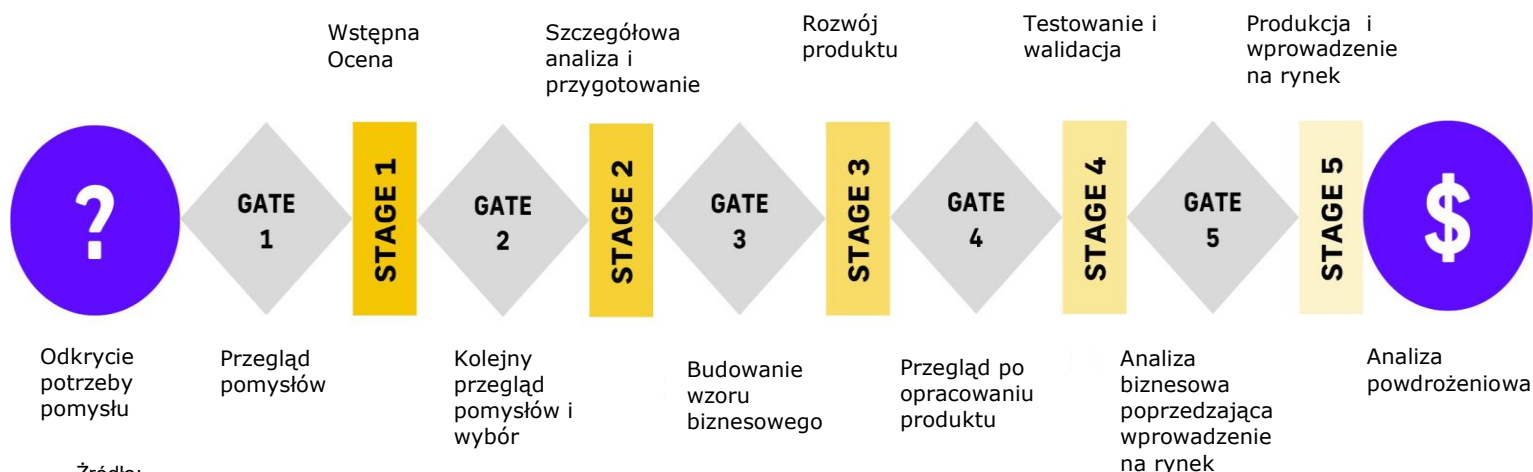 Wstępna
Ocena
Szczegółowa
analiza i
przygotowanie
Rozwój
produktu
Testowanie i
walidacja
Produkcja i
wprowadzenie
na rynek
?
GATE
1
STAGE 1
GATE
2
STAGE 2
GATE
3
STAGE 3
GATE
4
STAGE 4
GATE
5
STAGE 5
$
Odkrycie
potrzeby
pomysłu
Przegląd
pomysłów
Kolejny
przegląd
pomysłów i
wybór
Budowanie
wzoru
biznesowego
Przegląd po
opracowaniu
produktu
Analiza
biznesowa
poprzedzająca
wprowadzenie
na rynek
Analiza
powdrożeniowa
Źródło: